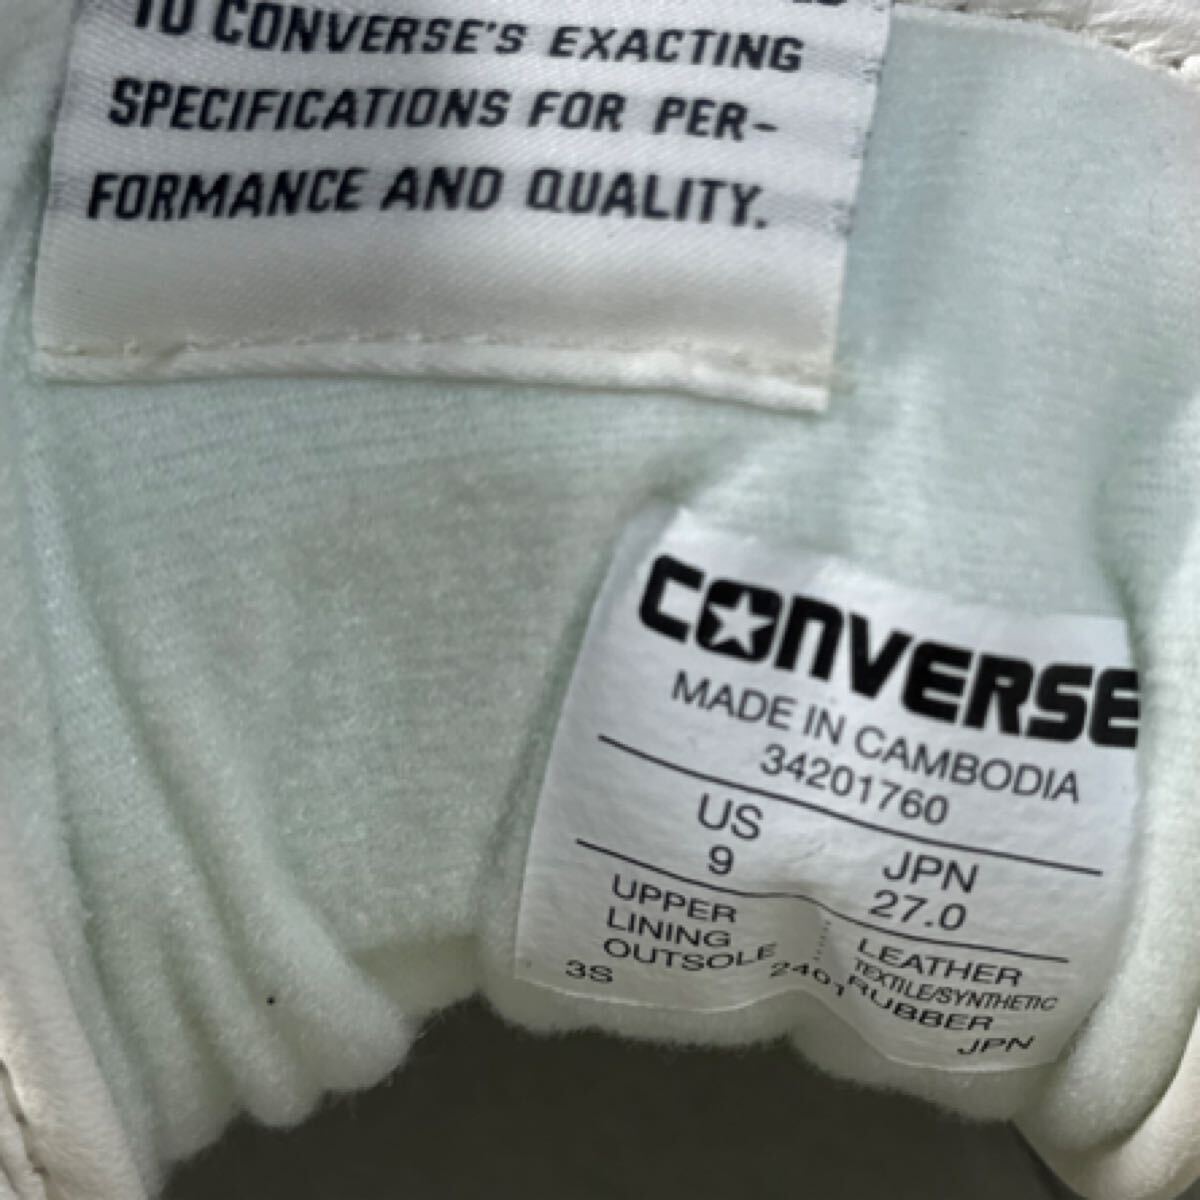 TO CONVERSE'S EXACTING
SPECIFICATIONS FOR PER-
FORMANCE AND QUALITY.
CONVERSE
MADE IN CAMBODIA
34201760
US JPN
9 27.0
UPPER LEATHER
LINING TEXTILE/SYNTHETIC
OUTSOLE RUBBER
3S 2401 JPN